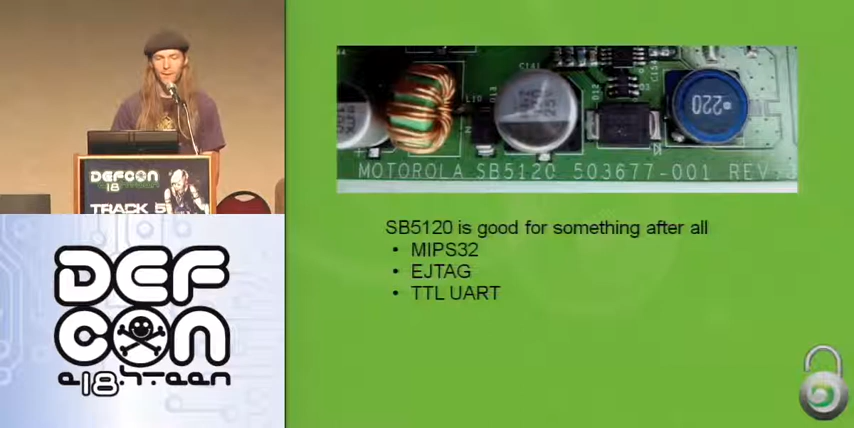 DEFCON
18
TRACK 5
DEF
CON
e18hteen
220
MOTOROLA SB5120 503677-001 REV
SB5120 is good for something after all
• MIPS32
• EJTAG
• TTL UART